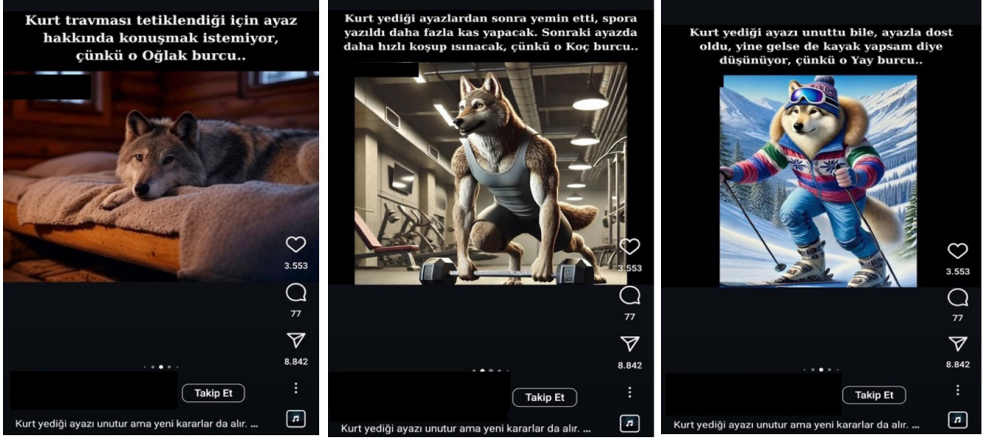 Kurt travması tetiklendiği için ayaz
hakkında konuşmak istemiyor,
çünkü o Oğlak burcu..
3.553
77
8.842
Takip Et
Kurt yediği ayazı unutur ama yeni kararlar da alır. ...
Kurt yediği ayazlardan sonra yemin etti, spora
yazıldı daha fazla kas yapacak. Sonraki ayazda
daha hızlı koşup ısınacak, çünkü o Koç burcu..
3.553
77
8.842
Takip Et
Kurt yediği ayazı unutur ama yeni kararlar da alır. ...
Kurt yediği ayazı unuttu bile, ayazla dost
oldu, yine gelse de kayak yapsam diye
düşünüyor, çünkü o Yay burcu..
3.553
77
8.842
Takip Et
Kurt yediği ayazı unutur ama yeni kararlar da alır. ...